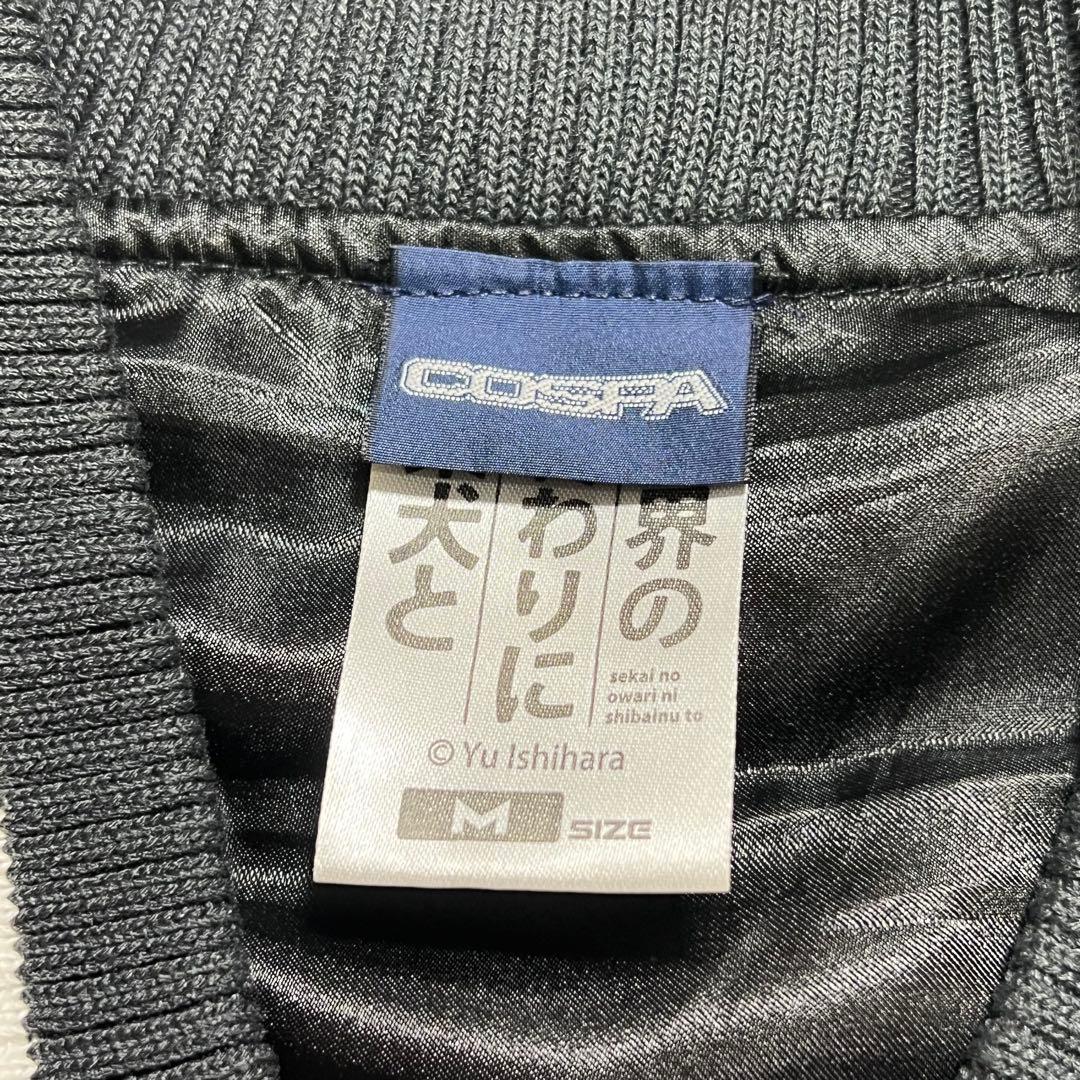 COSPA
界の
わりに
犬と
sekai no
owari ni
shibainu to
© Yu Ishihara
M SIZE